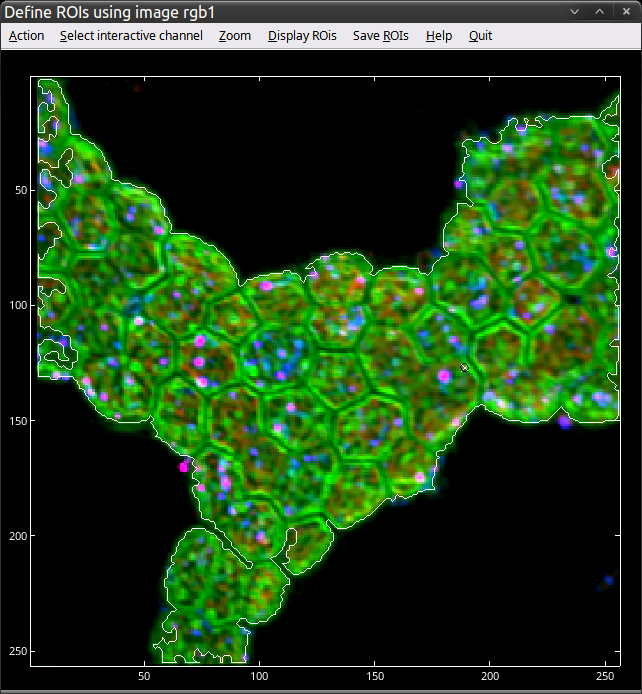 Define ROIs using image rgb1
Action Select interactive channel Zoom Display ROis Save ROIs Help Quit
50
100
150
200
250
50 100 150 200 250